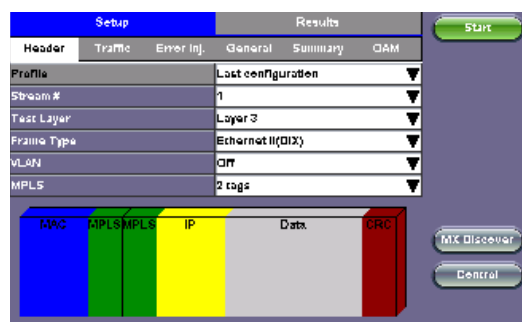 Setup Results Start
Header Traffic Error Inj. General Summary OAM
Profile Last configuration
Stream # 1
Test Layer Layer 3
Frame Type Ethernet II(DIX)
VLAN Off
MPLS 2 tags
MAC MPLS MPLS IP Data CRC
MX Discover
Control